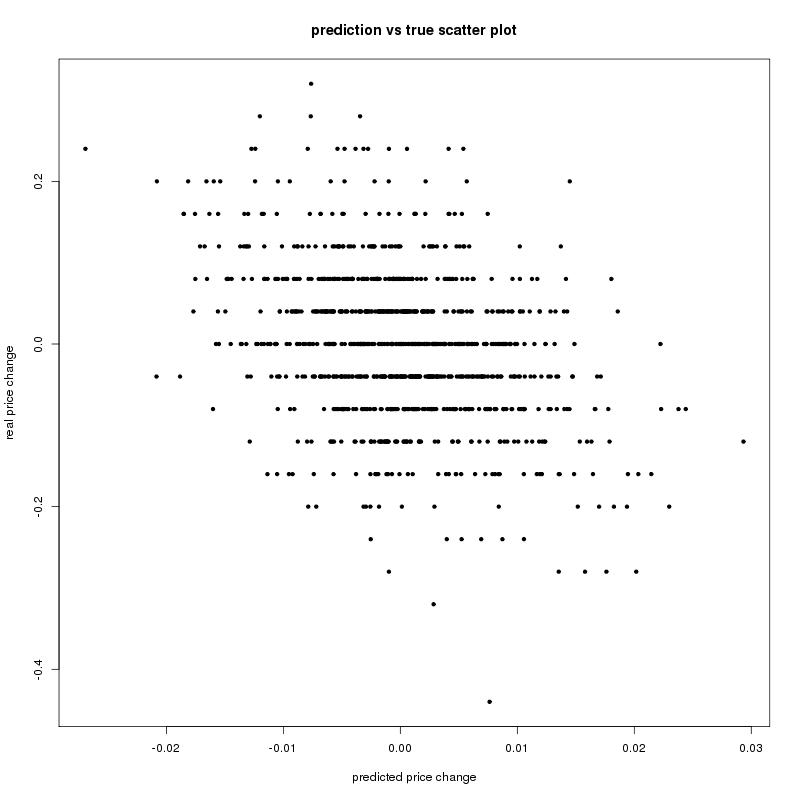 prediction vs true scatter plot
0.2
0.0
-0.2
-0.4
real price change
-0.02 -0.01 0.00 0.01 0.02 0.03
predicted price change